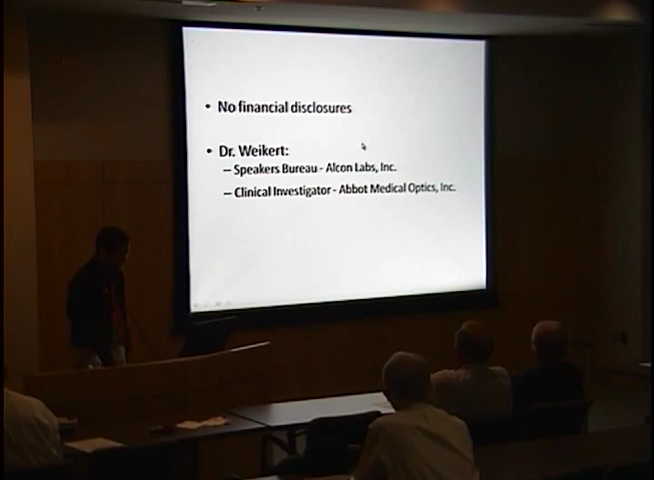 • No financial disclosures
• Dr. Weikert:
– Speakers Bureau - Alcon Labs, Inc.
– Clinical Investigator - Abbot Medical Optics, Inc.